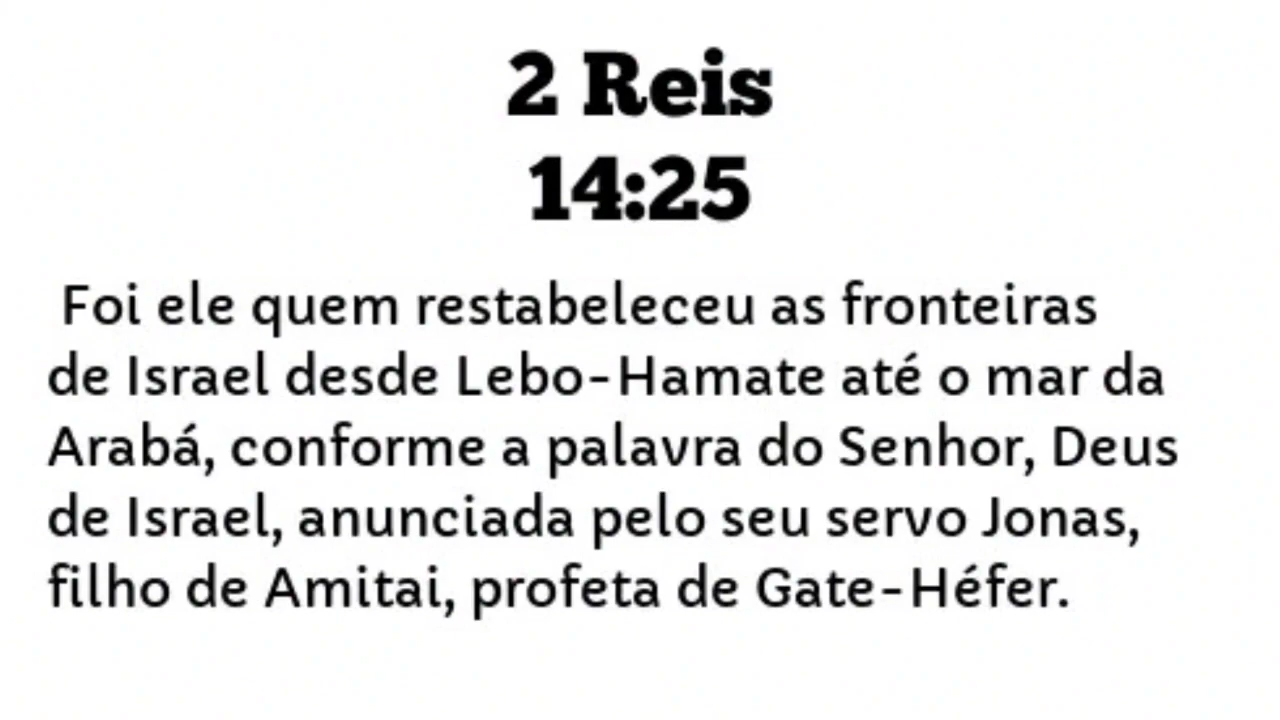 2 Reis
14:25
Foi ele quem restabeleceu as fronteiras
de Israel desde Lebo-Hamate até o mar da
Arabá, conforme a palavra do Senhor, Deus
de Israel, anunciada pelo seu servo Jonas,
filho de Amitai, profeta de Gate-Héfer.